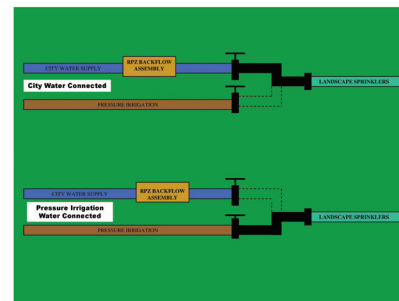 RPZ BACKFLOW
ASSEMBLY
CITY WATER SUPPLY
LANDSCAPE SPRINKLERS
City Water Connected
PRESSURE IRRIGATION
RPZ BACKFLOW
ASSEMBLY
CITY WATER SUPPLY
Pressure Irrigation
Water Connected
LANDSCAPE SPRINKLERS
PRESSURE IRRIGATION